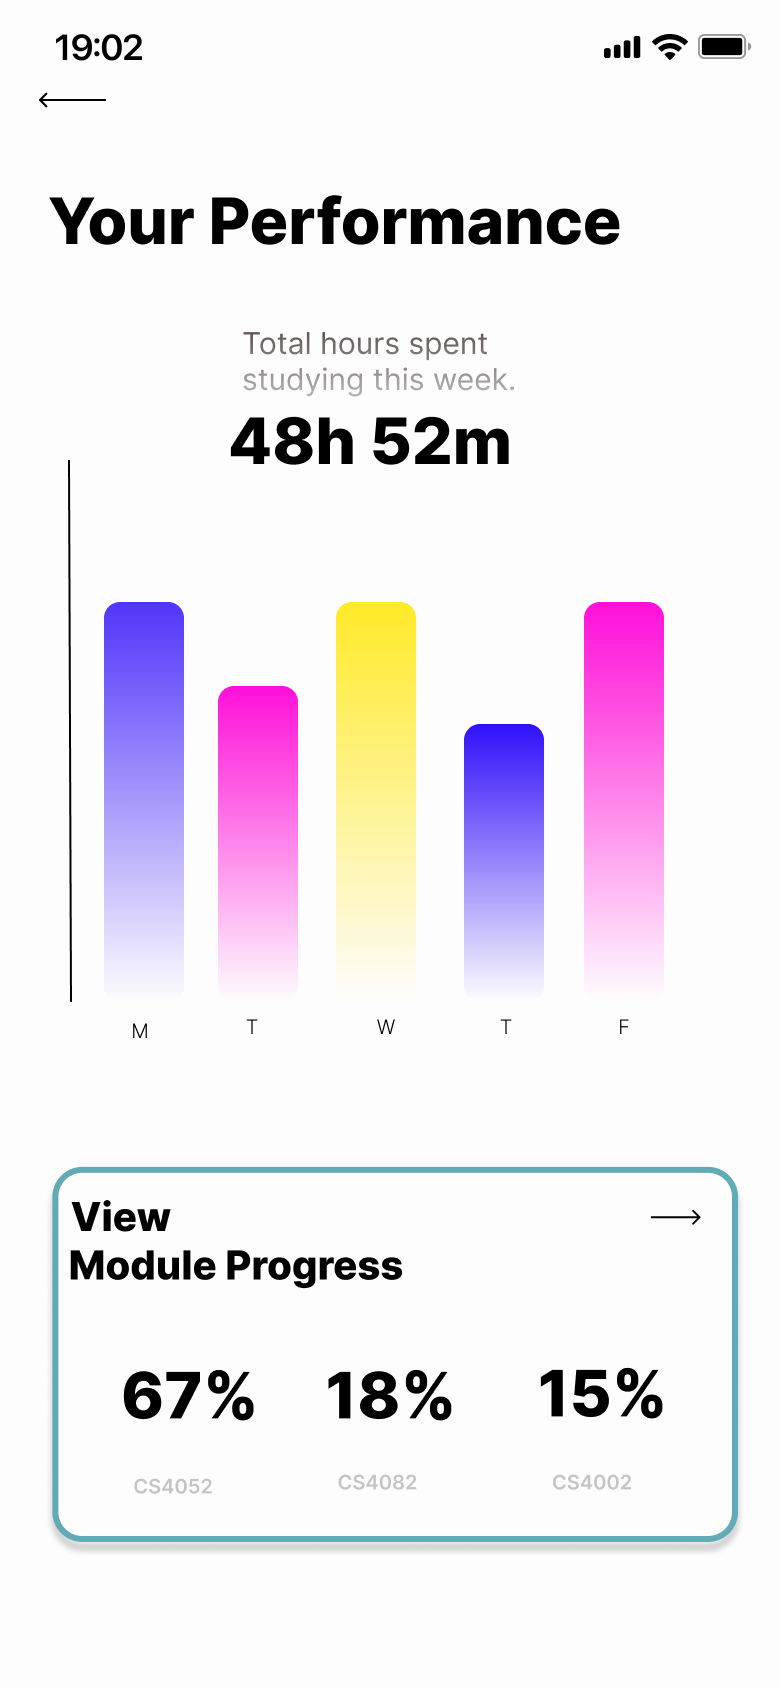 19:02
Your Performance
Total hours spent
studying this week.
48h 52m
M T W T F
View
Module Progress
67% 18% 15%
CS4052 CS4082 CS4002